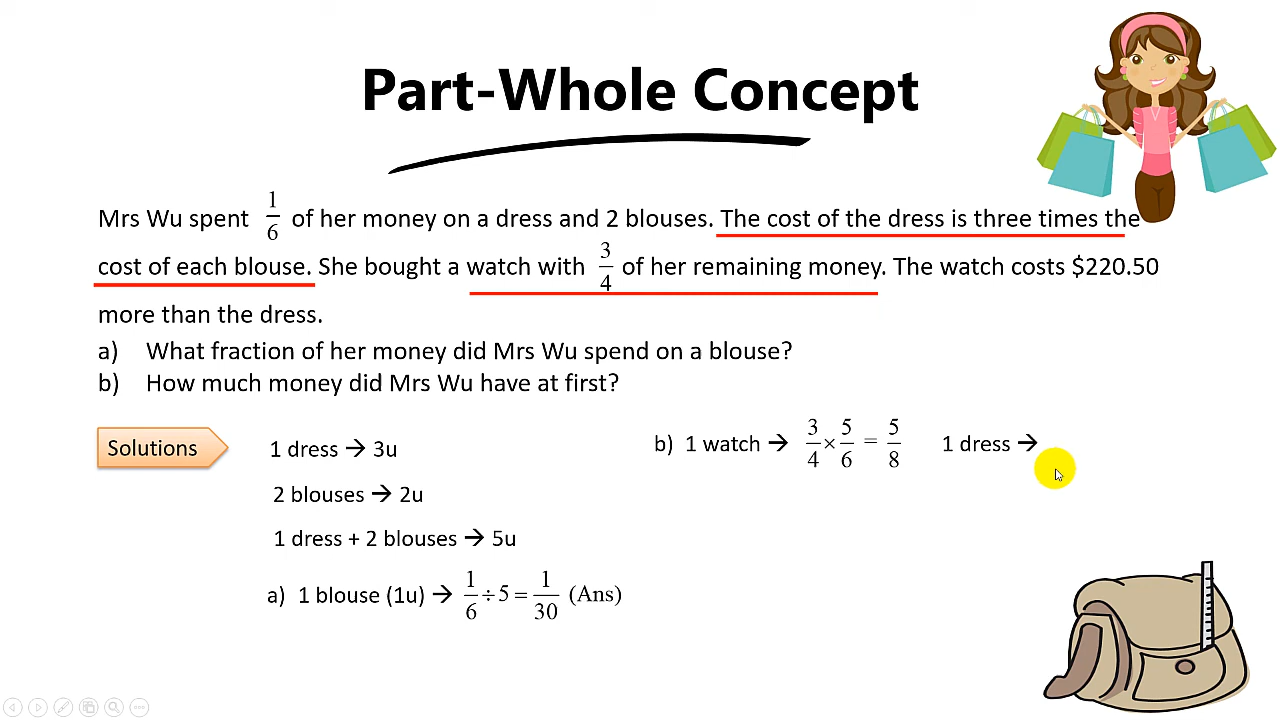 Part-Whole Concept
Mrs Wu spent 1/6 of her money on a dress and 2 blouses. The cost of the dress is three times the
cost of each blouse. She bought a watch with 3/4 of her remaining money. The watch costs $220.50
more than the dress.
a) What fraction of her money did Mrs Wu spend on a blouse?
b) How much money did Mrs Wu have at first?
Solutions
1 dress → 3u
2 blouses → 2u
1 dress + 2 blouses → 5u
a) 1 blouse (1u) → 1/6 ÷ 5 = 1/30 (Ans)
b) 1 watch → 3/4 × 5/6 = 5/8 1 dress →